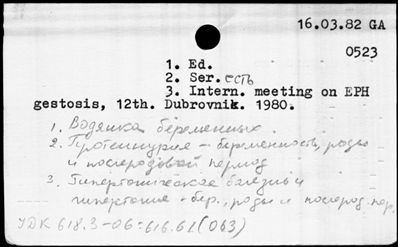 16.03.82 GA
0523
1. Ed.
2. Ser. есть
3. Intern. meeting on EPH
gestosis, 12th. Dubrovnik. 1980.
1. Водянка беременных.
2. Протеинурия – беременность, роды
и послеродовой период
3. Гипертоническая болезнь и
гипертония – бер., роды и послерод. пер.
УДК 618.3-06:616.61(063)